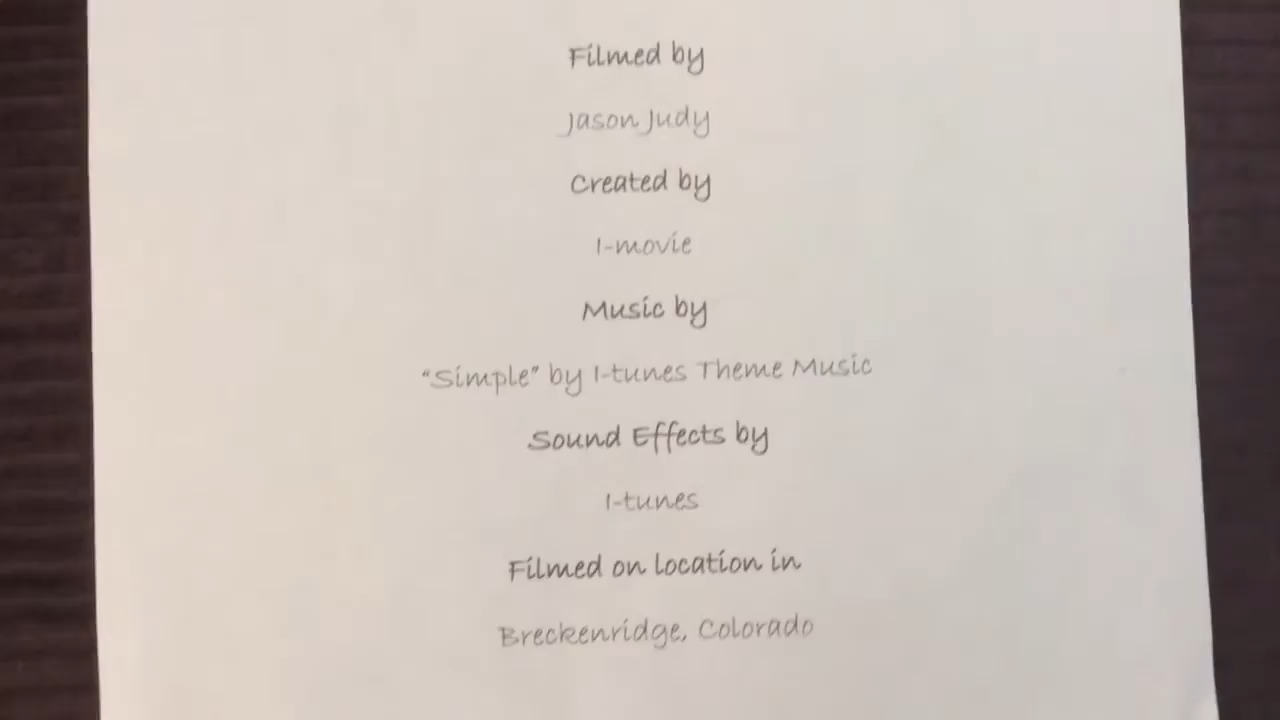 Filmed by
Jason Judy
Created by
I-movie
Music by
“Simple” by I-tunes Theme Music
Sound Effects by
I-tunes
Filmed on location in
Breckenridge, Colorado